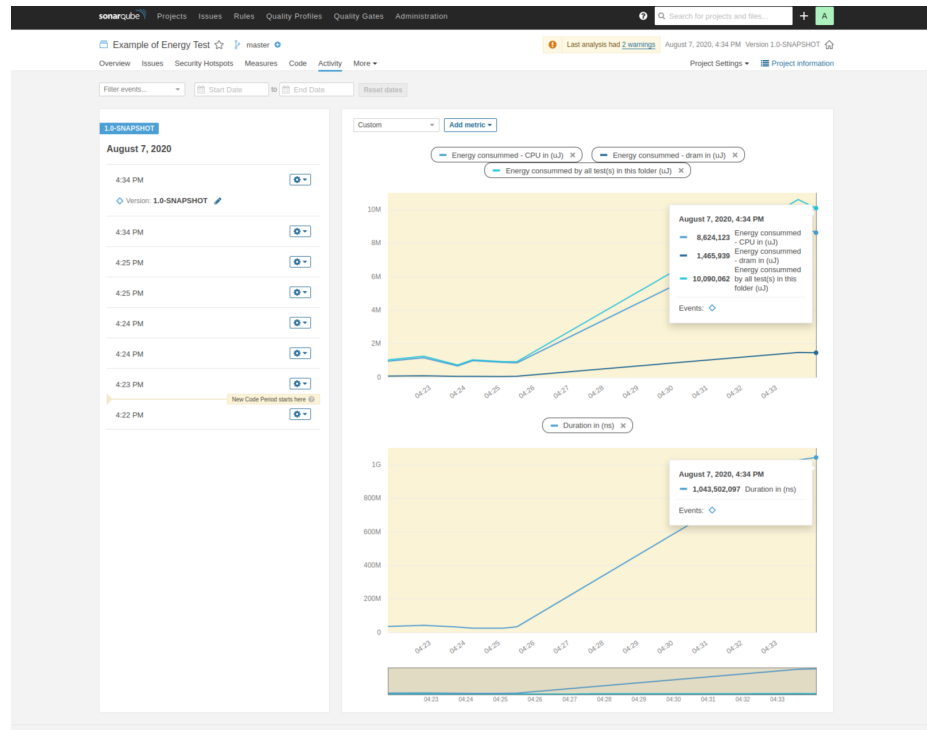 sonarqube Projects Issues Rules Quality Profiles Quality Gates Administration ? Search for projects and files... + A
Example of Energy Test master Last analysis had 2 warnings August 7, 2020, 4:34 PM Version 1.0-SNAPSHOT
Overview Issues Security Hotspots Measures Code Activity More Project Settings Project information
Filter events... Start Date to End Date Reset dates
1.0-SNAPSHOT
August 7, 2020
4:34 PM
Version: 1.0-SNAPSHOT
4:34 PM
4:25 PM
4:25 PM
4:24 PM
4:24 PM
4:23 PM
New Code Period starts here ?
4:22 PM
Custom Add metric
Energy consummed - CPU in (uJ) × Energy consummed - dram in (uJ) ×
Energy consummed by all test(s) in this folder (uJ) ×
10M
8M
6M
4M
2M
0
04:23 04:24 04:25 04:26 04:27 04:28 04:29 04:30 04:31 04:32 04:33
August 7, 2020, 4:34 PM
8,624,123 Energy consummed
- CPU in (uJ)
1,465,939 Energy consummed
- dram in (uJ)
Energy consummed
10,090,062 by all test(s) in this
folder (uJ)
Events:
Duration in (ns) ×
1G
800M
600M
400M
200M
0
04:23 04:24 04:25 04:26 04:27 04:28 04:29 04:30 04:31 04:32 04:33
August 7, 2020, 4:34 PM
1,043,502,097 Duration in (ns)
Events:
04:23 04:24 04:25 04:26 04:27 04:28 04:29 04:30 04:31 04:32 04:33